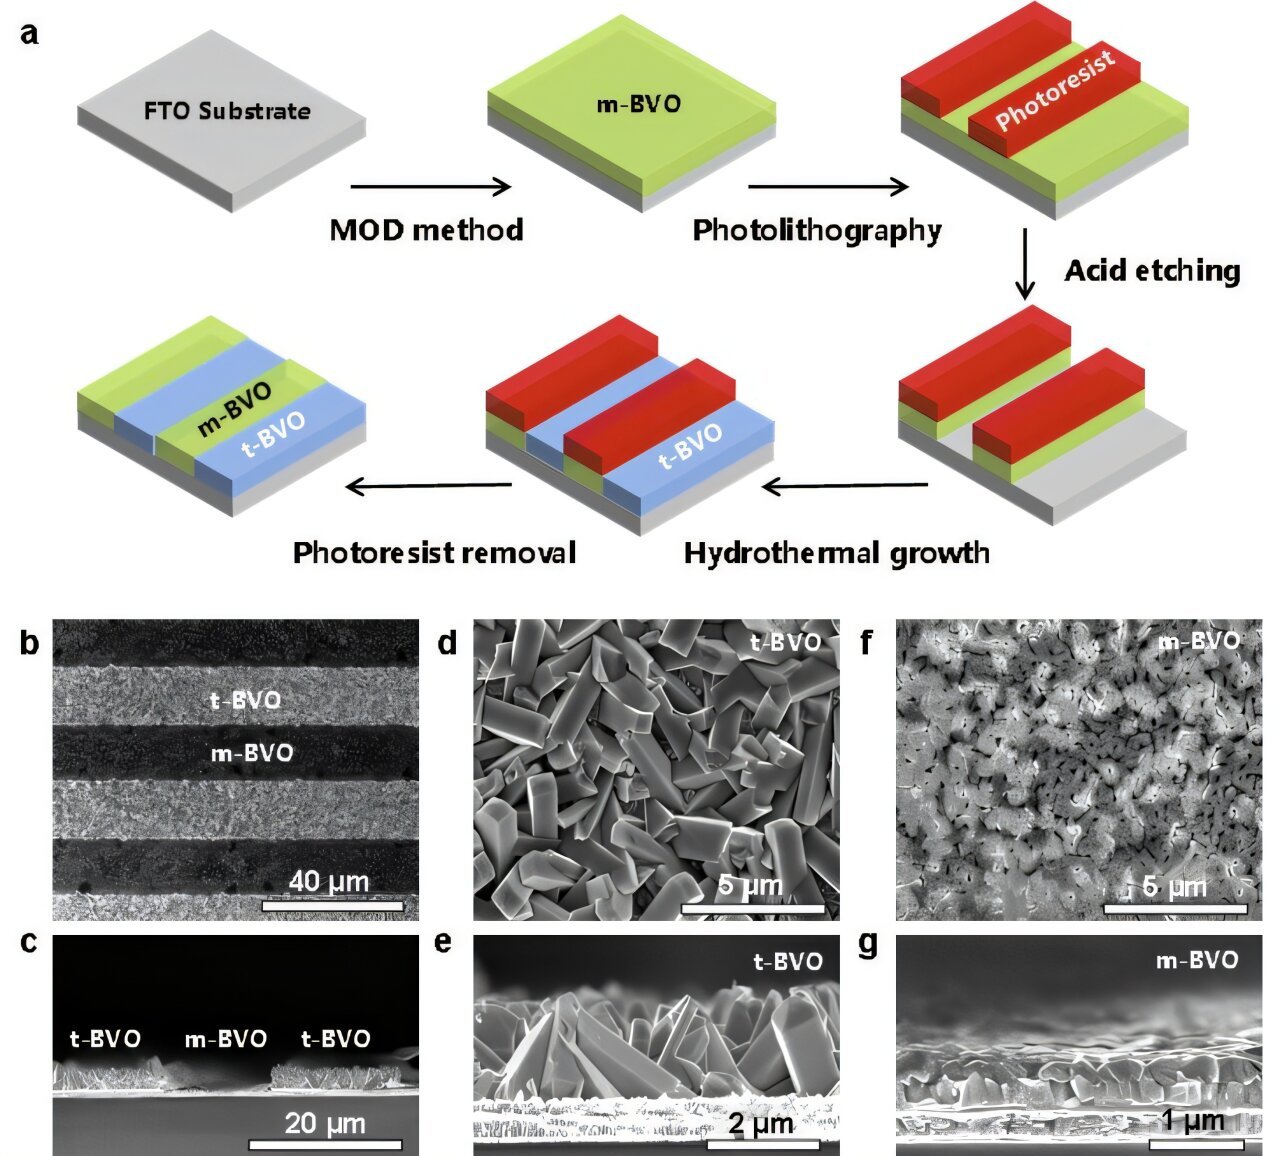 a
FTO Substrate
m-BVO
Photoresist
MOD method
Photolithography
Acid etching
m-BVO
t-BVO
t-BVO
Photoresist removal
Hydrothermal growth
b
t-BVO
m-BVO
40 μm
d
t-BVO
5 μm
f
m-BVO
5 μm
c
t-BVO m-BVO t-BVO
20 μm
e
t-BVO
2 μm
g
m-BVO
1 μm